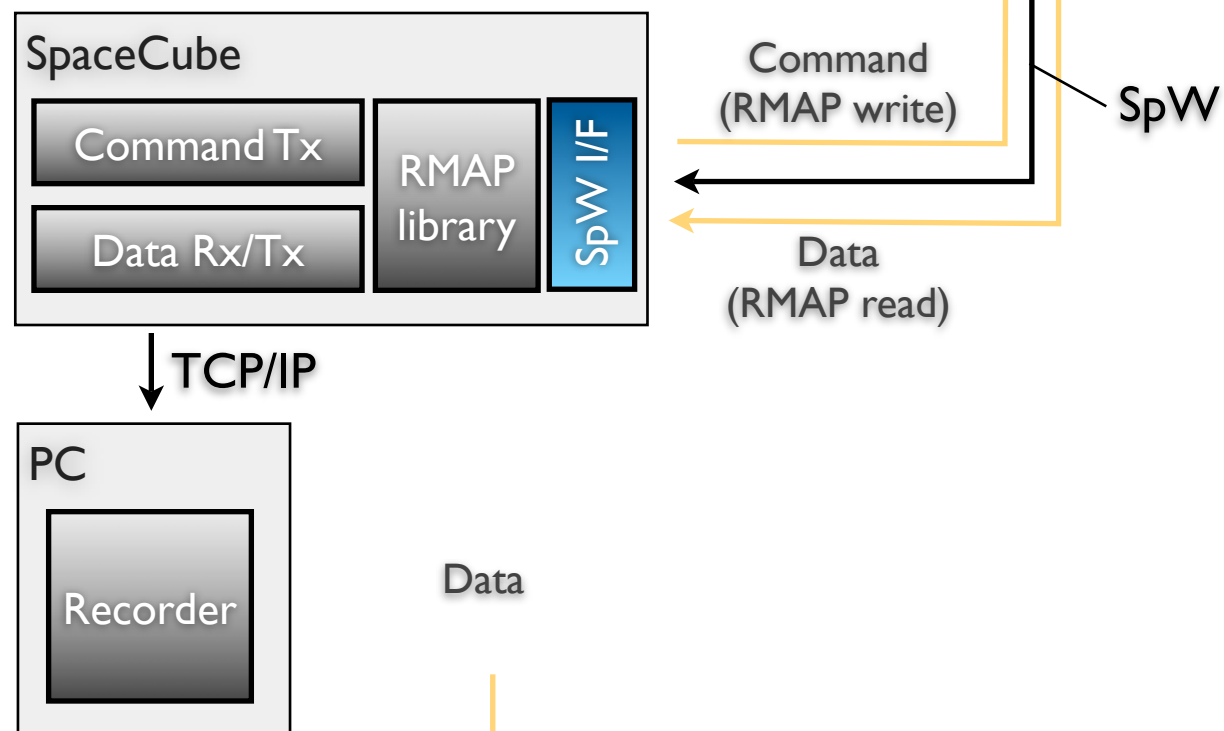 SpaceCube
Command Tx
Data Rx/Tx
RMAP
library
SpW I/F
Command
(RMAP write)
SpW
Data
(RMAP read)
TCP/IP
PC
Recorder
Data